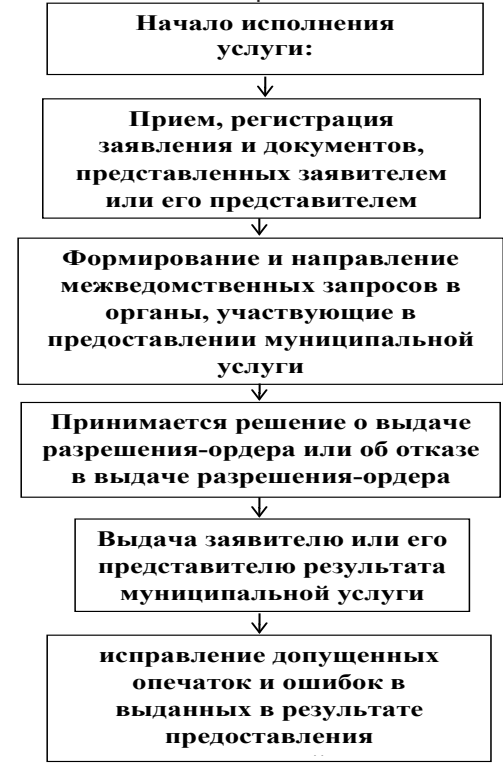 Начало исполнения
услуги:
Прием, регистрация
заявления и документов,
представленных заявителем
или его представителем
Формирование и направление
межведомственных запросов в
органы, участвующие в
предоставлении муниципальной
услуги
Принимается решение о выдаче
разрешения-ордера или об отказе
в выдаче разрешения-ордера
Выдача заявителю или его
представителю результата
муниципальной услуги
исправление допущенных
опечаток и ошибок в
выданных в результате
предоставления